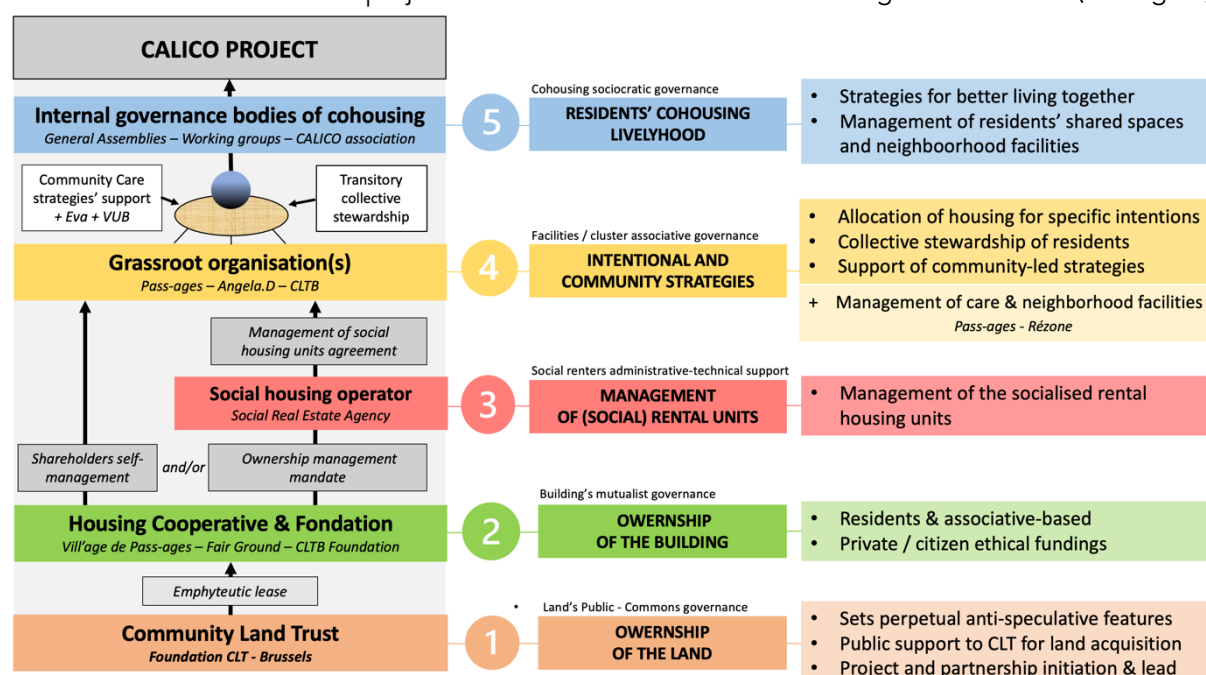 CALICO PROJECT
Internal governance bodies of cohousing
General Assemblies – Working groups – CALICO association
5
Cohousing sociocratic governance
RESIDENTS' COHOUSING
LIVELYHOOD
• Strategies for better living together
• Management of residents' shared spaces
and neighboorhood facilities
Community Care
strategies' support
+ Eva + VUB
Transitory
collective
stewardship
Grassroot organisation(s)
Pass-ages – Angela.D – CLTB
4
Facilities / cluster associative governance
INTENTIONAL AND
COMMUNITY STRATEGIES
• Allocation of housing for specific intentions
• Collective stewardship of residents
• Support of community-led strategies
+ Management of care & neighborhood facilities
Pass-ages - Rézone
Management of social
housing units agreement
Social housing operator
Social Real Estate Agency
3
Social renters administrative-technical support
MANAGEMENT
OF (SOCIAL) RENTAL UNITS
• Management of the socialised rental
housing units
Shareholders self-
management
and/or
Ownership management
mandate
Housing Cooperative & Fondation
Vill'age de Pass-ages – Fair Ground – CLTB Foundation
2
Building's mutualist governance
OWERNSHIP
OF THE BUILDING
• Residents & associative-based
• Private / citizen ethical fundings
Emphyteutic lease
Community Land Trust
Foundation CLT - Brussels
1
• Land's Public - Commons governance
OWERNSHIP
OF THE LAND
• Sets perpetual anti-speculative features
• Public support to CLT for land acquisition
• Project and partnership initiation & lead